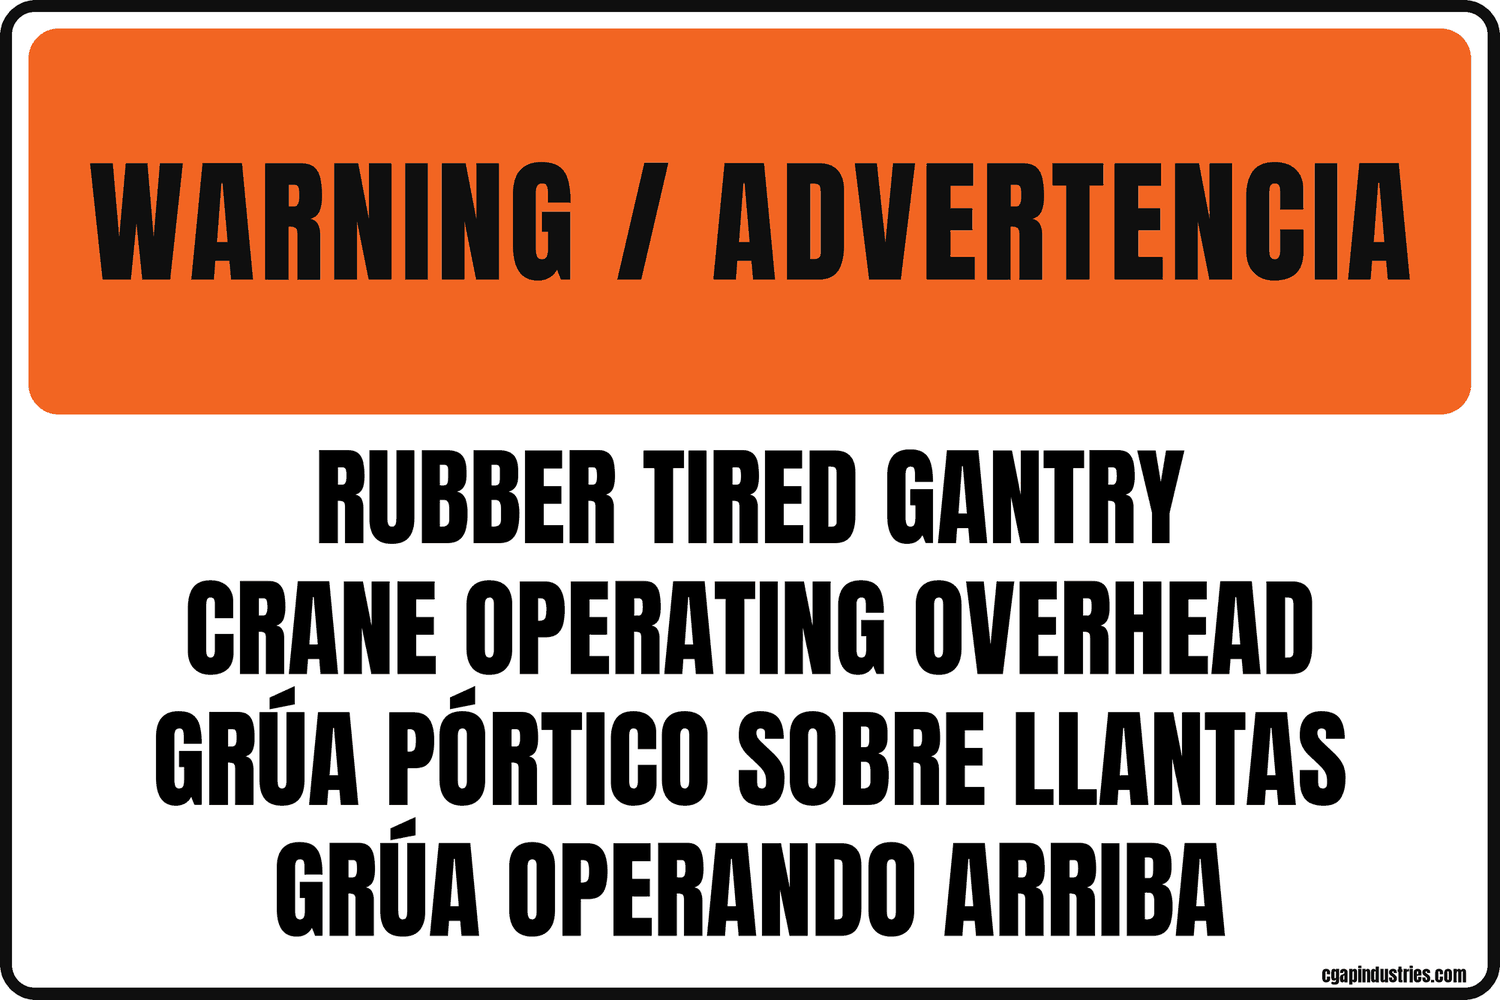 WARNING / ADVERTENCIA
RUBBER TIRED GANTRY
CRANE OPERATING OVERHEAD
GRÚA PÓRTICO SOBRE LLANTAS
GRÚA OPERANDO ARRIBA
cgapindustries.com